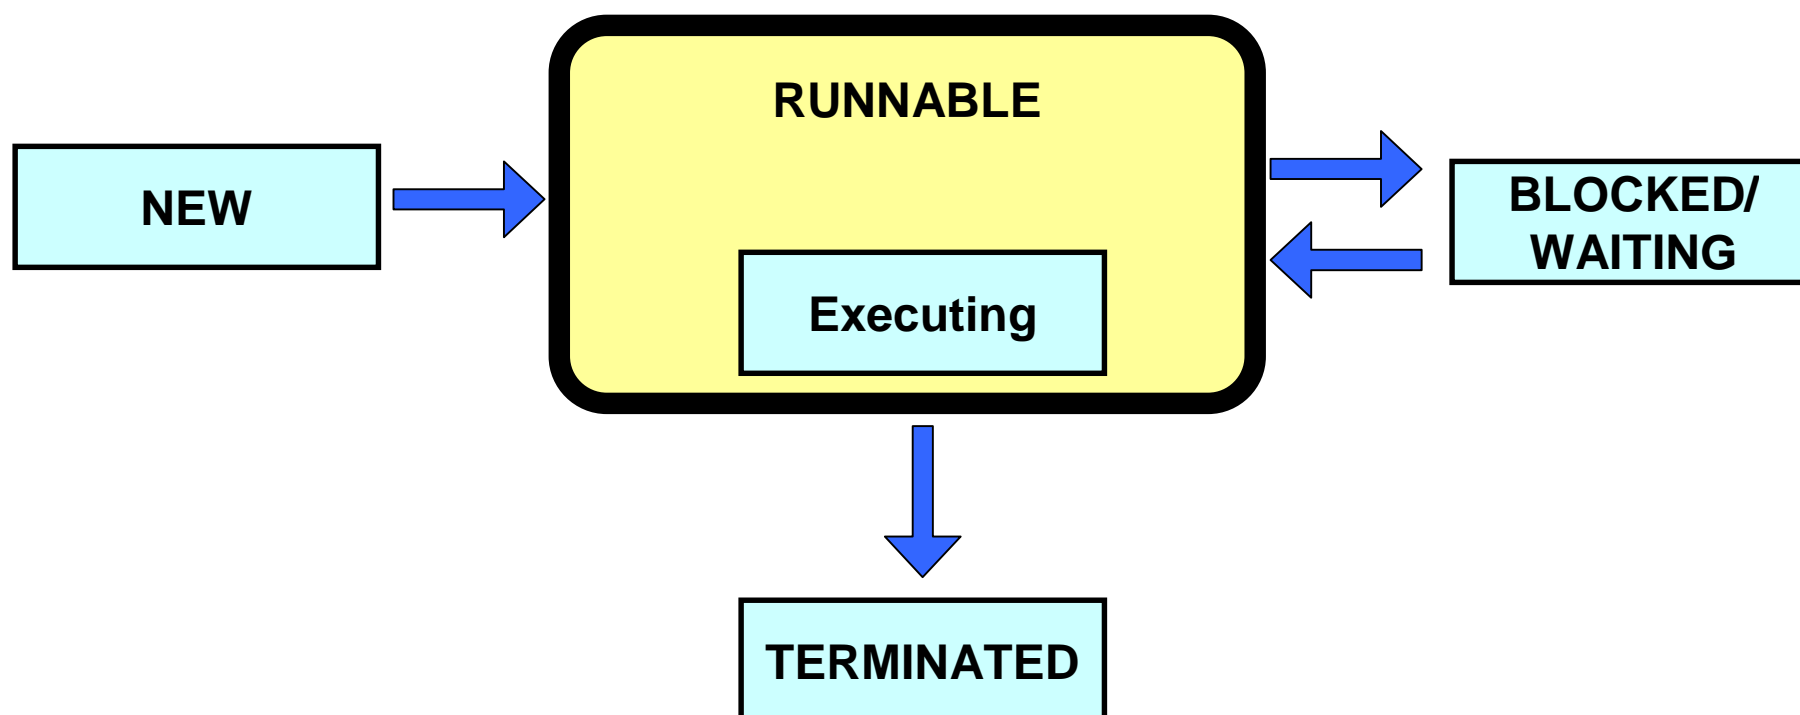 RUNNABLE
NEW
BLOCKED/
WAITING
Executing
TERMINATED